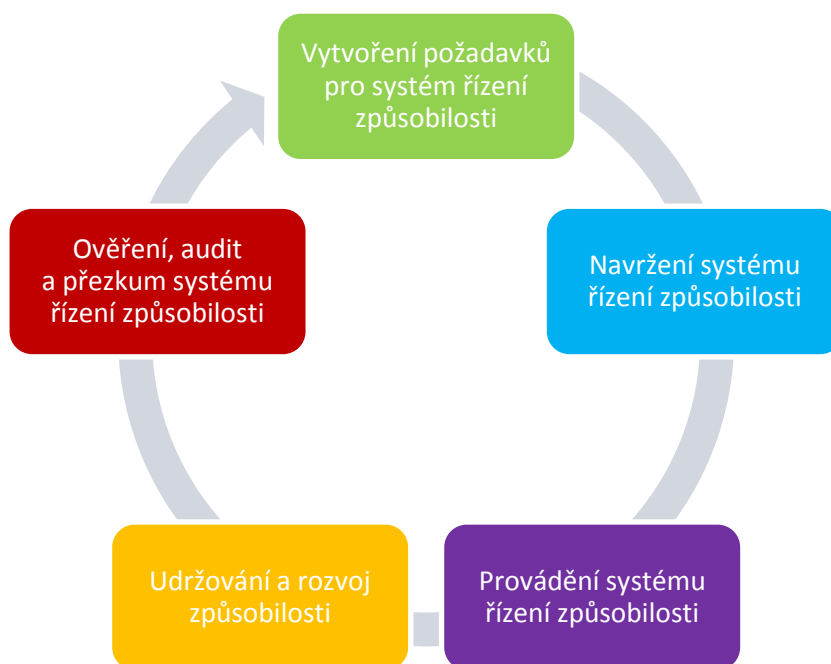 Vytvoření požadavků
pro systém řízení
způsobilosti
Navržení systému
řízení způsobilosti
Provádění systému
řízení způsobilosti
Udržování a rozvoj
způsobilosti
Ověření, audit
a přezkum systému
řízení způsobilosti